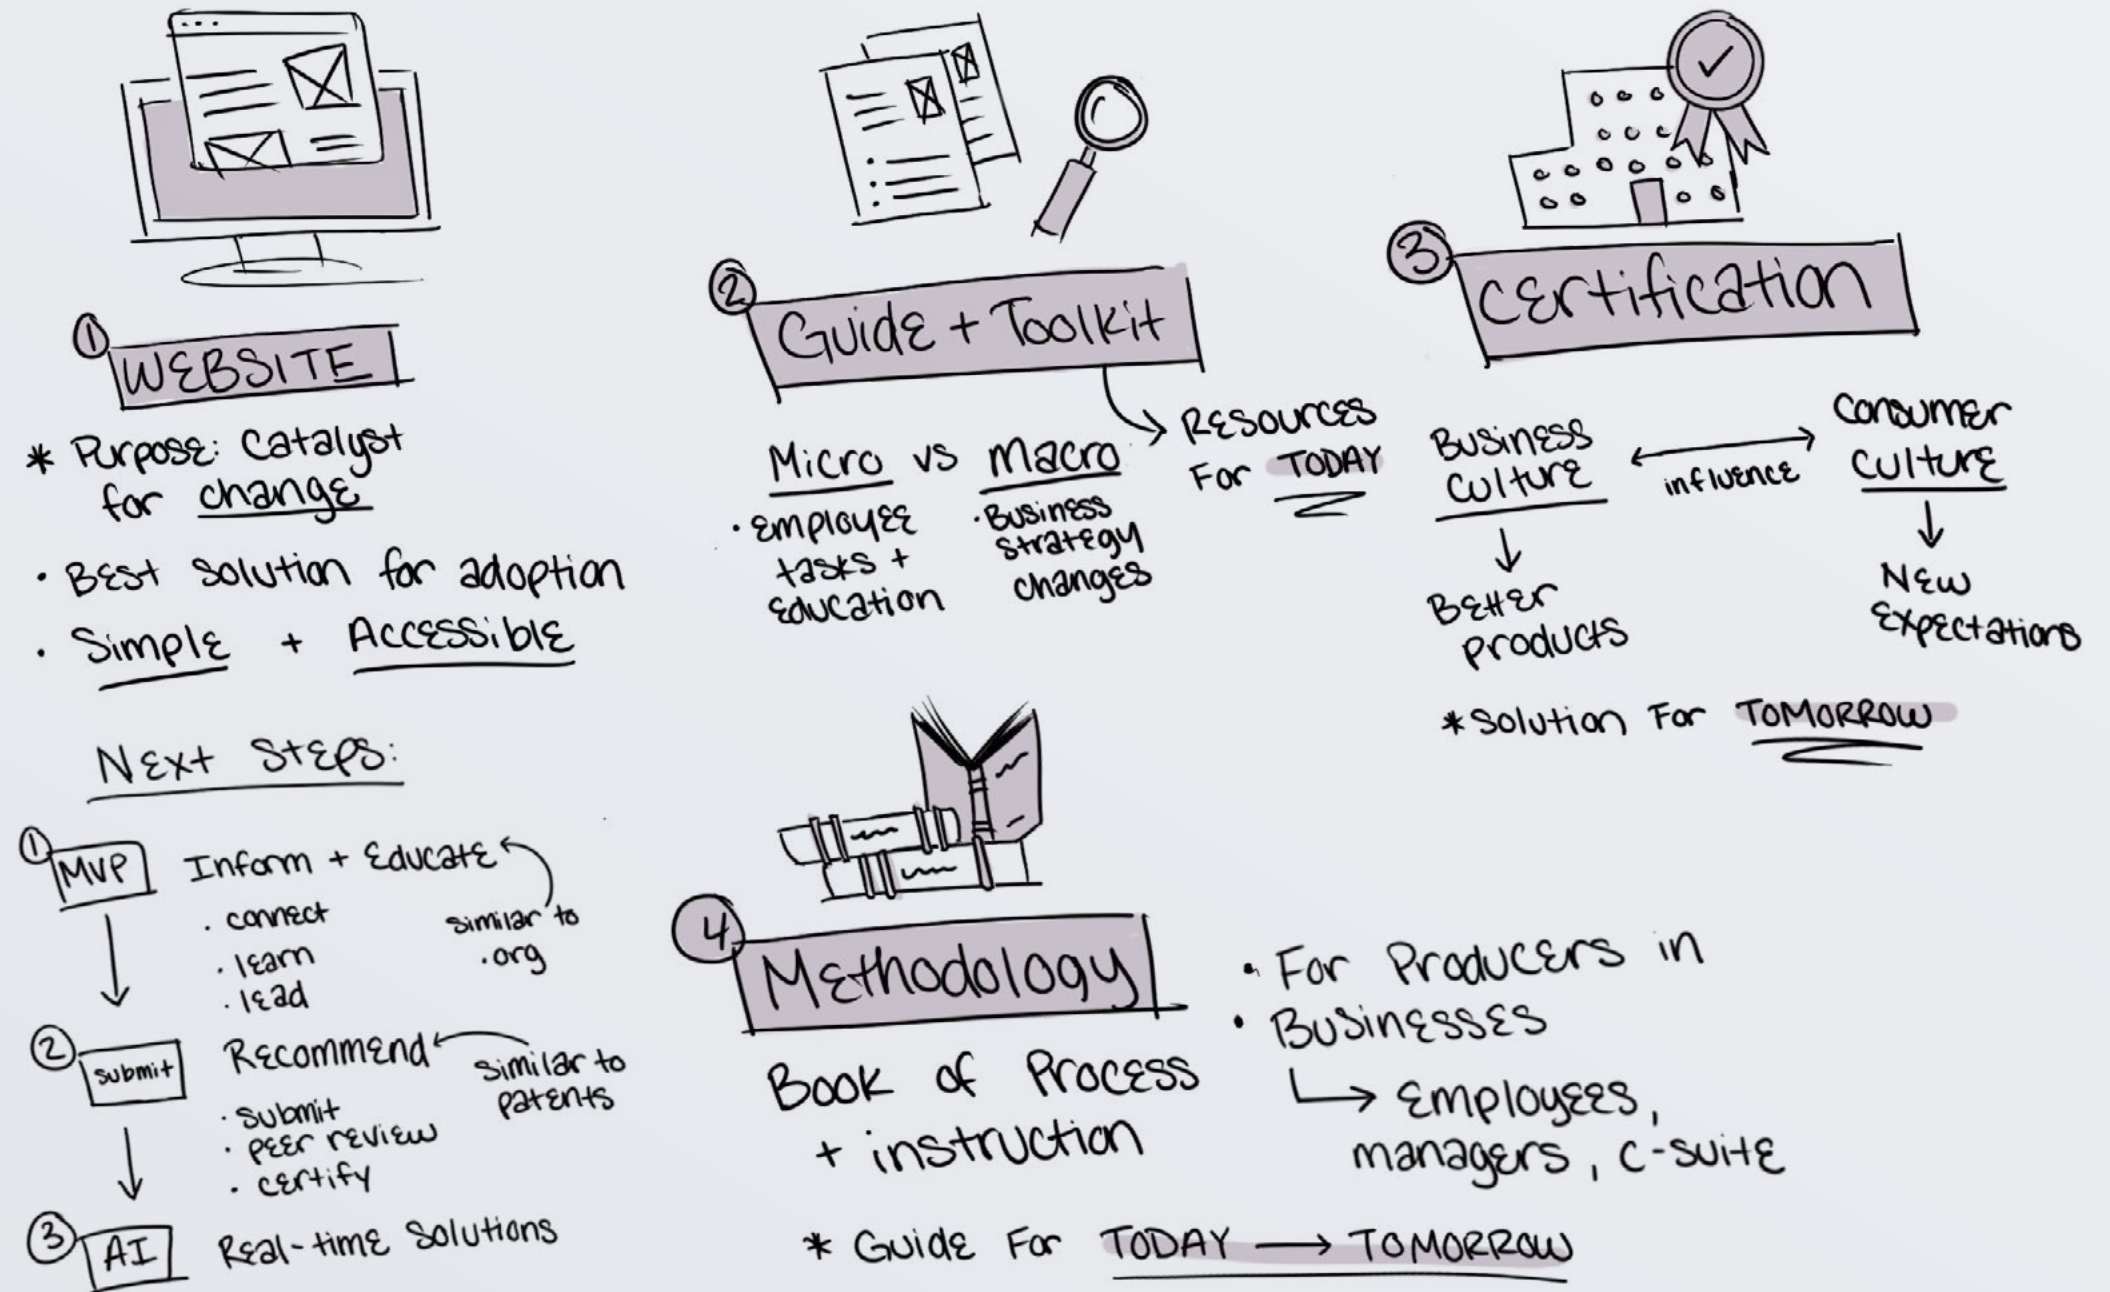 1
WEBSITE
* Purpose: Catalyst
for change
• Best solution for adoption
• Simple + Accessible
Next Steps:
1
MVP
Inform + Educate
• connect
• learn
• lead
similar to
.org
2
submit
Recommend
• submit
• peer review
• certify
similar to
patents
3
AI
Real-time Solutions
2
Guide + Toolkit
Resources
For TODAY
Micro vs Macro
• Employee
tasks +
Education
• Business
strategy
changes
3
Certification
Business
Culture
influence
Consumer
Culture
Better
products
New
Expectations
* Solution For TOMORROW
4
Methodology
Book of Process
+ instruction
• For Producers in
• Businesses
Employees,
managers, C-suite
* Guide For TODAY → TOMORROW